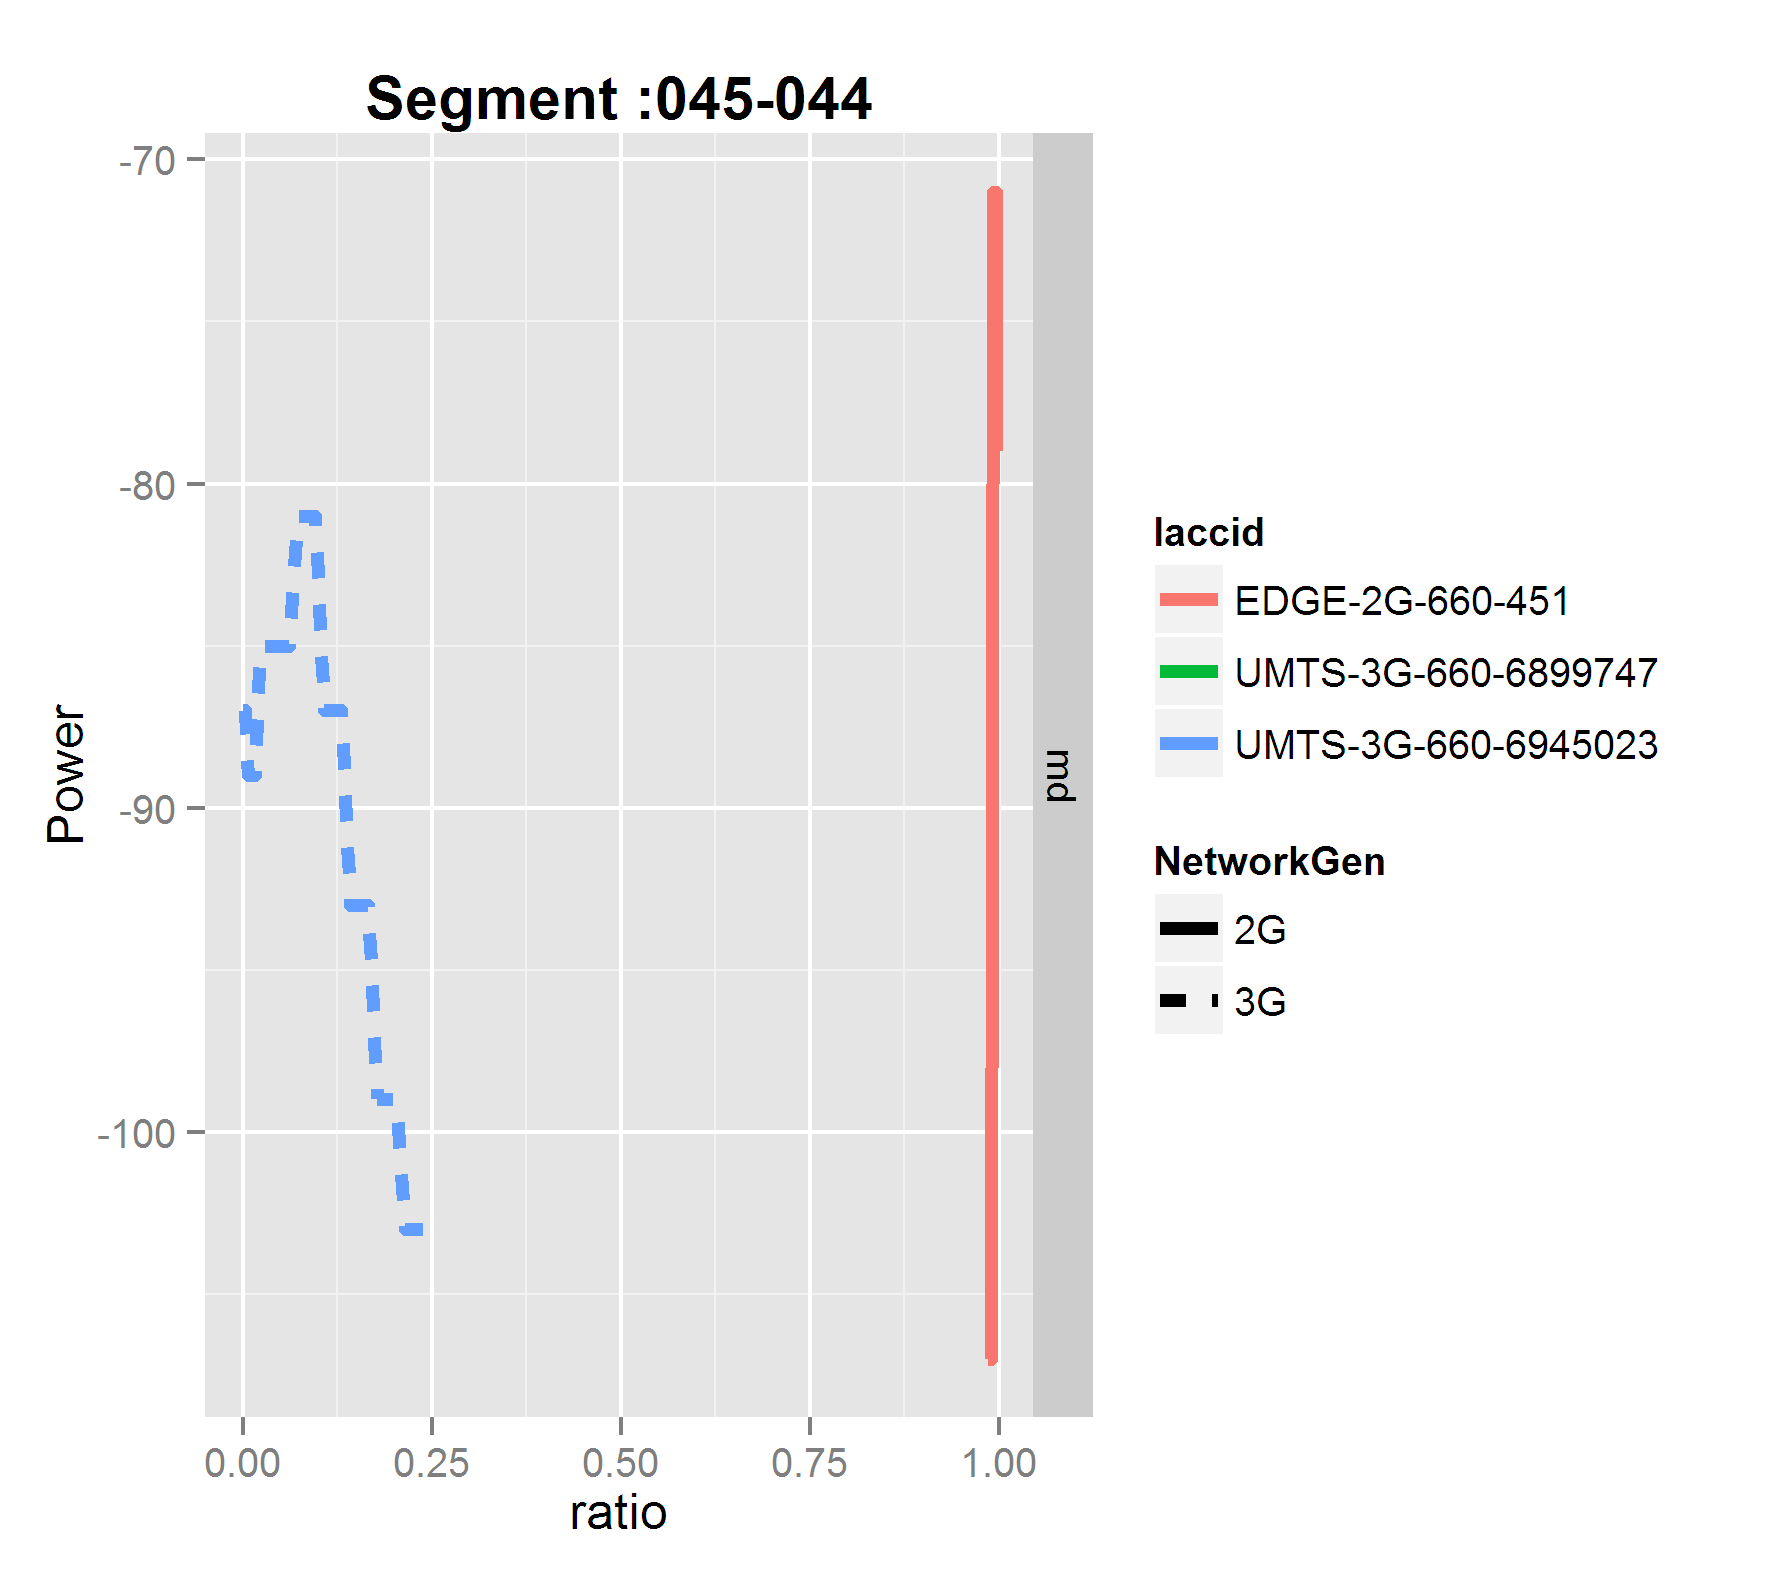 Segment :045-044
-70
-80
-90
-100
Power
md
0.00 0.25 0.50 0.75 1.00
ratio
laccid
EDGE-2G-660-451
UMTS-3G-660-6899747
UMTS-3G-660-6945023
NetworkGen
2G
3G